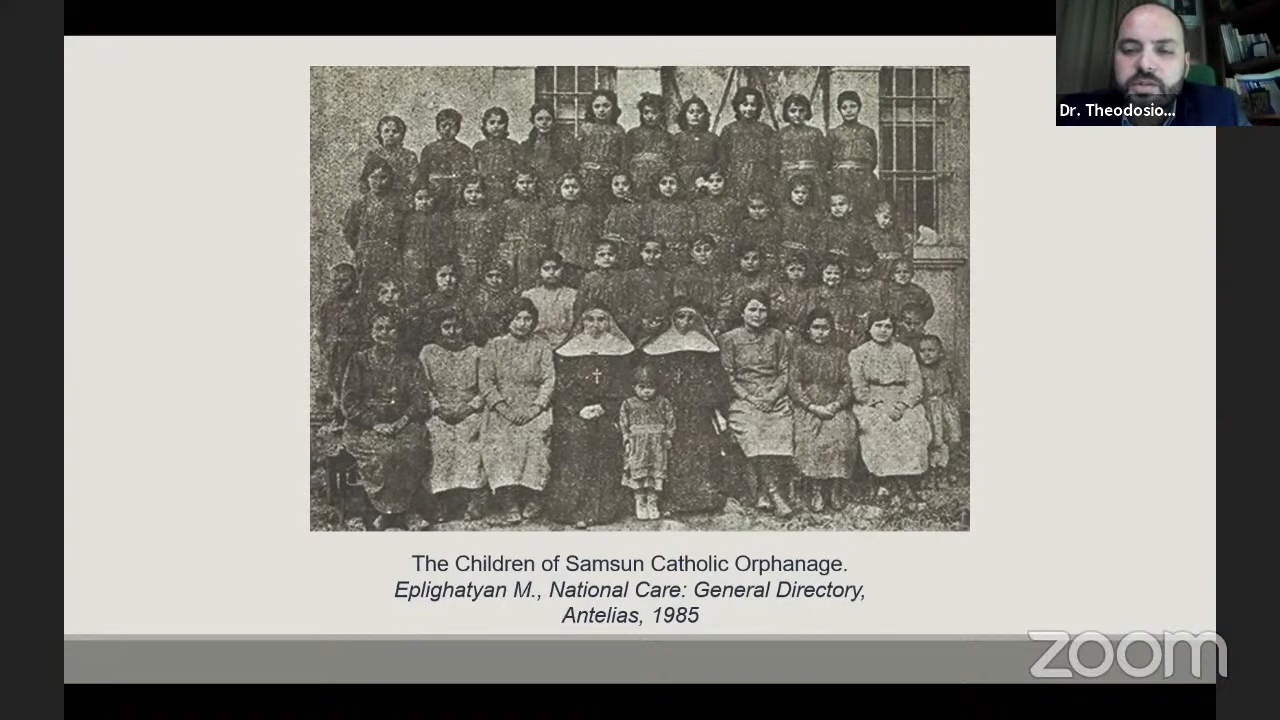 Dr. Theodosio...
The Children of Samsun Catholic Orphanage.
Eplighatyan M., National Care: General Directory,
Antelias, 1985
zoom